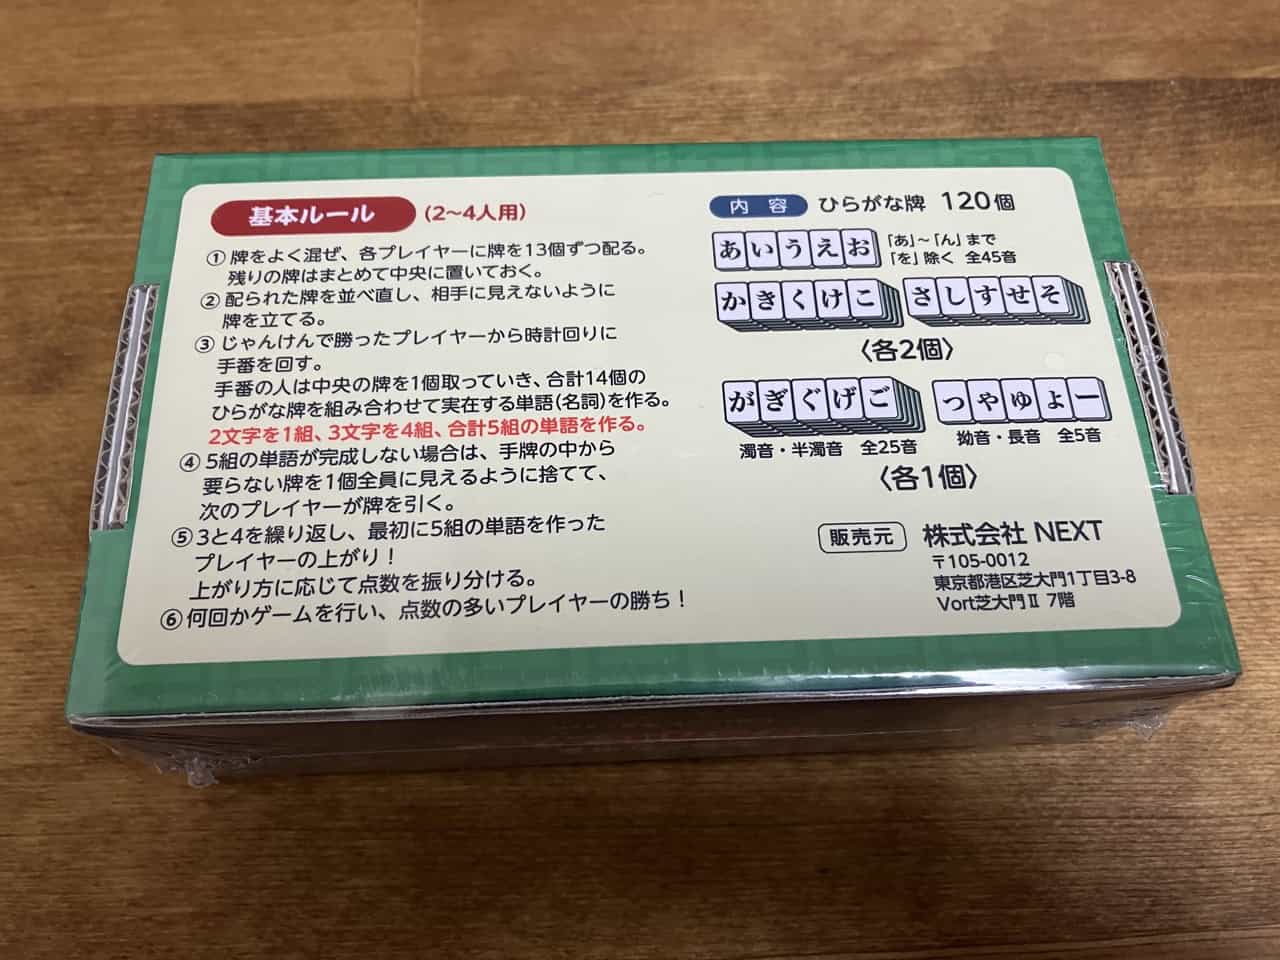 基本ルール (2〜4人用)
① 牌をよく混ぜ、各プレイヤーに牌を13個ずつ配る。
残りの牌はまとめて中央に置いておく。
② 配られた牌を並べ直し、相手に見えないように
牌を立てる。
③ じゃんけんで勝ったプレイヤーから時計回りに
手番を回す。
手番の人は中央の牌を1個取っていき、合計14個の
ひらがな牌を組み合わせて実在する単語(名詞)を作る。
2文字を1組、3文字を4組、合計5組の単語を作る。
④ 5組の単語が完成しない場合は、手牌の中から
要らない牌を1個全員に見えるように捨てて、
次のプレイヤーが牌を引く。
⑤ 3と4を繰り返し、最初に5組の単語を作った
プレイヤーの上がり！
上がり方に応じて点数を振り分ける。
⑥ 何回かゲームを行い、点数の多いプレイヤーの勝ち！
内容 ひらがな牌 120個
あいうえお
「あ」〜「ん」まで
「を」除く 全45音
かきくけこ さしすせそ
〈各2個〉
がぎぐげご つやゆょー
濁音・半濁音 全25音 拗音・長音 全5音
〈各1個〉
販売元 株式会社 NEXT
〒105-0012
東京都港区芝大門1丁目3-8
Vort芝大門Ⅱ 7階